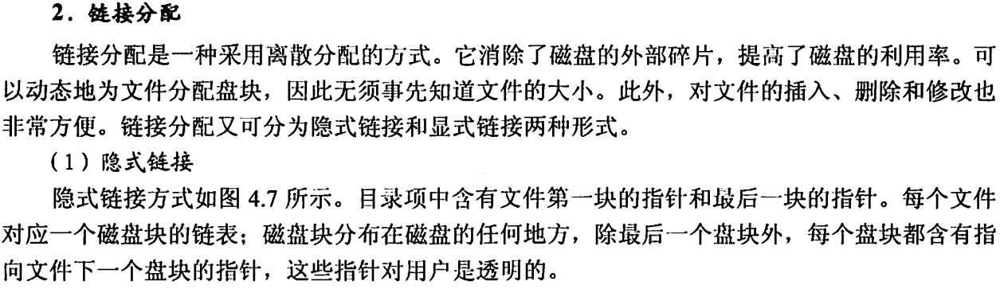 2．链接分配
链接分配是一种采用离散分配的方式。它消除了磁盘的外部碎片，提高了磁盘的利用率。可
以动态地为文件分配盘块，因此无须事先知道文件的大小。此外，对文件的插入、删除和修改也
非常方便。链接分配又可分为隐式链接和显式链接两种形式。
（1）隐式链接
隐式链接方式如图 4.7 所示。目录项中含有文件第一块的指针和最后一块的指针。每个文件
对应一个磁盘块的链表；磁盘块分布在磁盘的任何地方，除最后一个盘块外，每个盘块都含有指
向文件下一个盘块的指针，这些指针对用户是透明的。